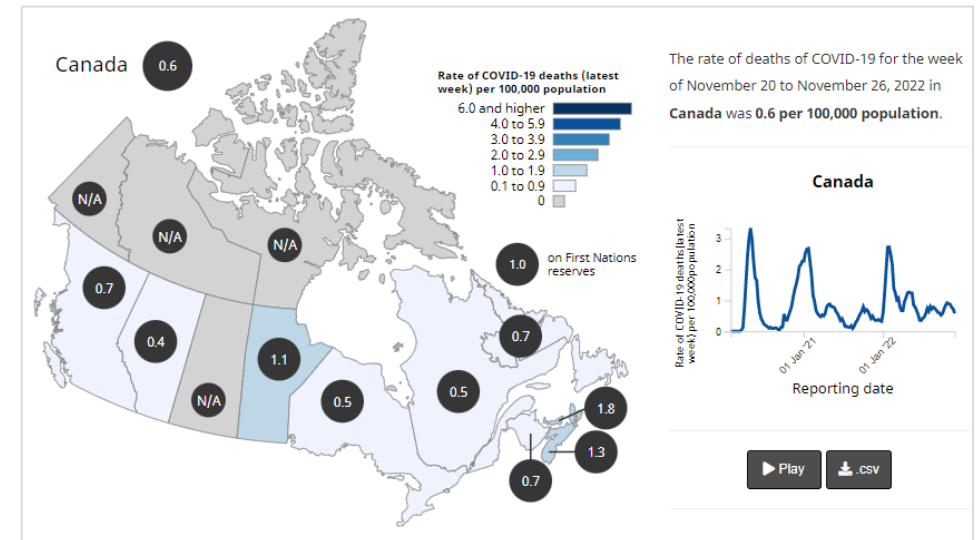 Canada
0.6
Rate of COVID-19 deaths (latest
week) per 100,000 population
6.0 and higher
4.0 to 5.9
3.0 to 3.9
2.0 to 2.9
1.0 to 1.9
0.1 to 0.9
0
N/A
N/A
N/A
1.0
on First Nations
reserves
0.7
0.4
N/A
1.1
0.5
0.5
0.7
1.8
1.3
0.7
The rate of deaths of COVID-19 for the week
of November 20 to November 26, 2022 in
Canada was 0.6 per 100,000 population.
Canada
Rate of COVID-19 deaths (latest
week) per 100,000 population
3
2
1
0
01 Jan '21
01 Jan '22
Reporting date
Play
.csv